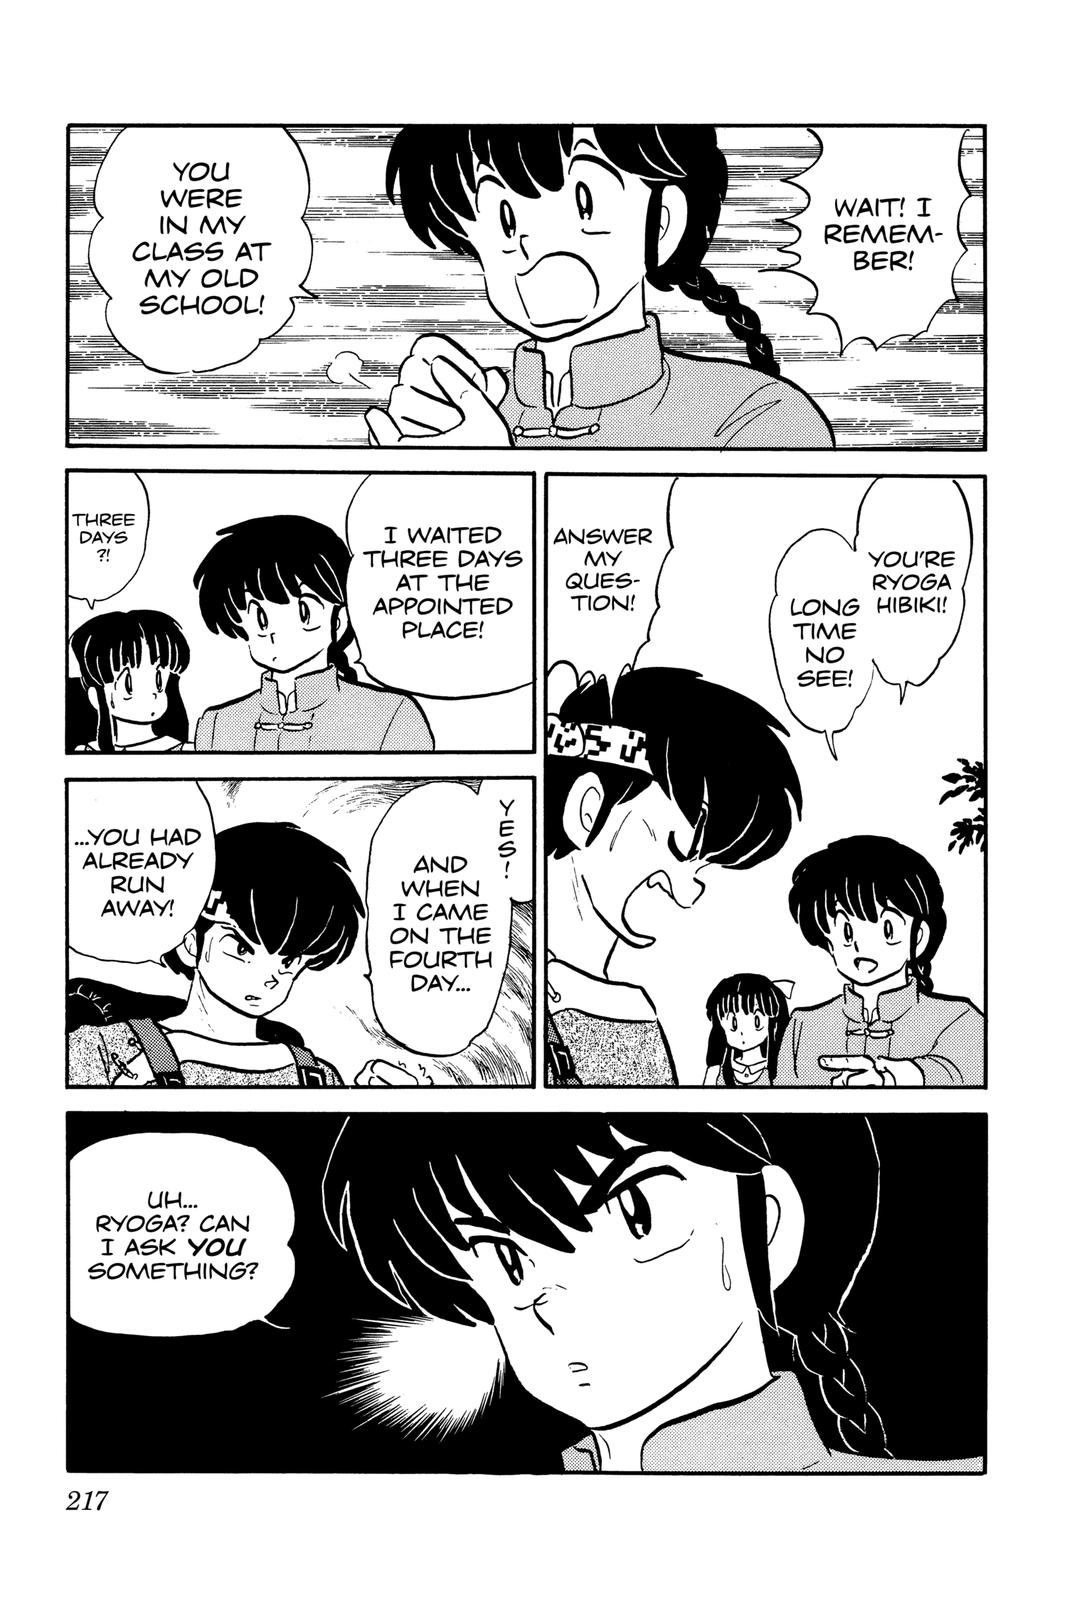 WAIT! I
REMEM-
BER!
YOU
WERE
IN MY
CLASS AT
MY OLD
SCHOOL!
YOU'RE
RYOGA
HIBIKI!
LONG
TIME
NO
SEE!
ANSWER
MY
QUES-
TION!
I WAITED
THREE DAYS
AT THE
APPOINTED
PLACE!
THREE
DAYS
?!
YES!
AND
WHEN
I CAME
ON THE
FOURTH
DAY...
...YOU HAD
ALREADY
RUN
AWAY!
UH...
RYOGA? CAN
I ASK YOU
SOMETHING?
217